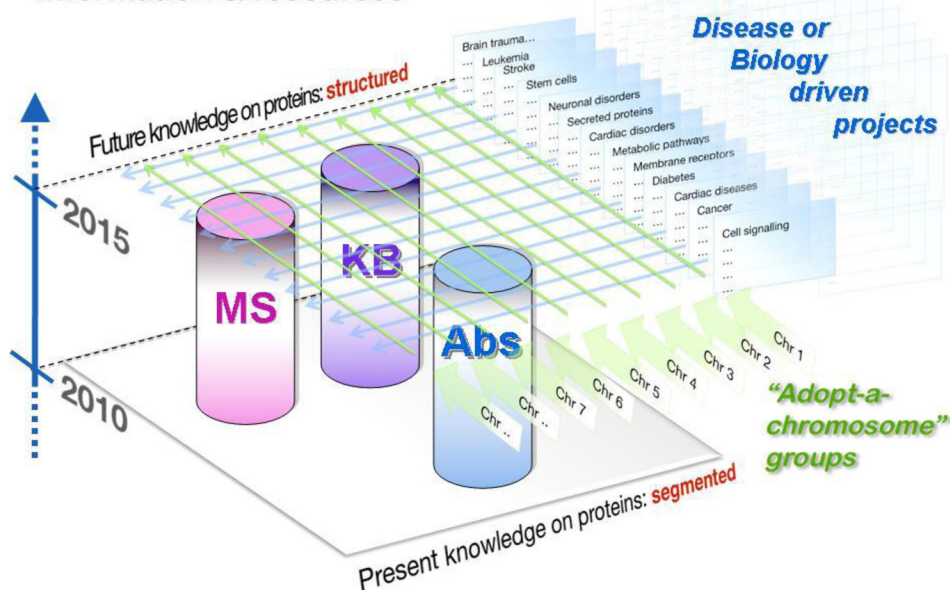 Disease or
Biology
driven
projects
Brain trauma...
Leukemia
Stroke
Stem cells
Neuronal disorders
Secreted proteins
Cardiac disorders
Metabolic pathways
Membrane receptors
Diabetes
Cardiac diseases
Cancer
Cell signalling
Future knowledge on proteins: structured
2015
2010
MS
KB
Abs
Chr 1
Chr 2
Chr 3
Chr 4
Chr 5
Chr 6
Chr 7
Chr ..
Chr ..
“Adopt-a-
chromosome”
groups
Present knowledge on proteins: segmented